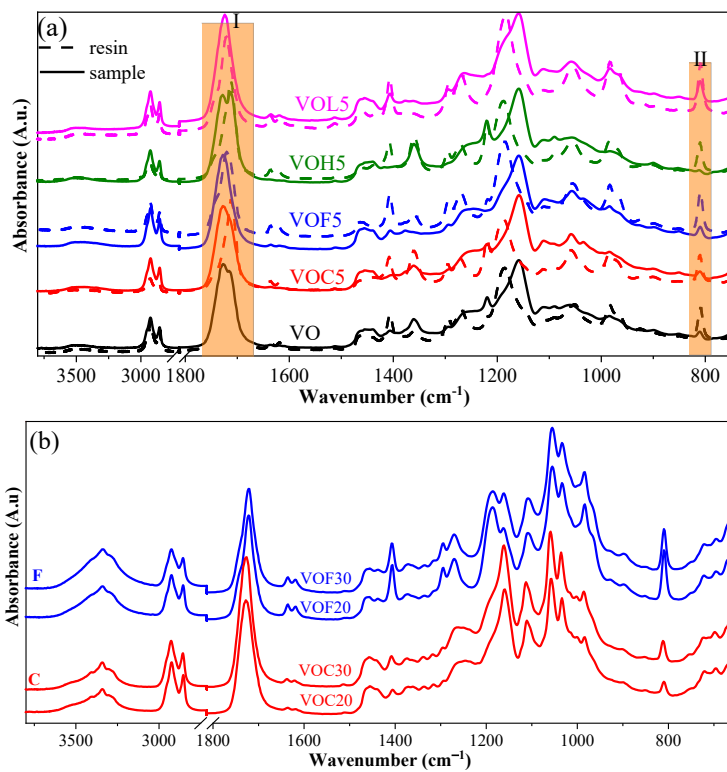 (a)
I
II
resin
sample
VOL5
VOH5
VOF5
VOC5
VO
Absorbance (A.u.)
3500 3000 1800 1600 1400 1200 1000 800
Wavenumber (cm-1)
(b)
F
VOF30
VOF20
C
VOC30
VOC20
Absorbance (A.u)
3500 3000 1800 1600 1400 1200 1000 800
Wavenumber (cm⁻¹)